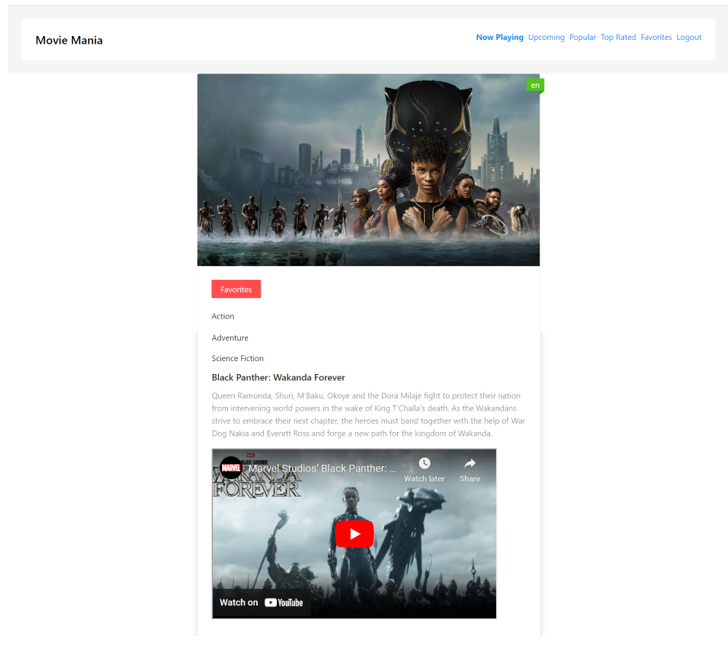 Movie Mania
Now Playing Upcoming Popular Top Rated Favorites Logout
en
Favorites
Action
Adventure
Science Fiction
Black Panther: Wakanda Forever
Queen Ramonda, Shuri, M'Baku, Okoye and the Dora Milaje fight to protect their nation
from intervening world powers in the wake of King T'Challa's death. As the Wakandans
strive to embrace their next chapter, the heroes must band together with the help of War
Dog Nakia and Everett Ross and forge a new path for the kingdom of Wakanda.
MARVEL
Marvel Studios' Black Panther: ...
WAKANDA
FOREVER
Watch later
Share
Watch on YouTube